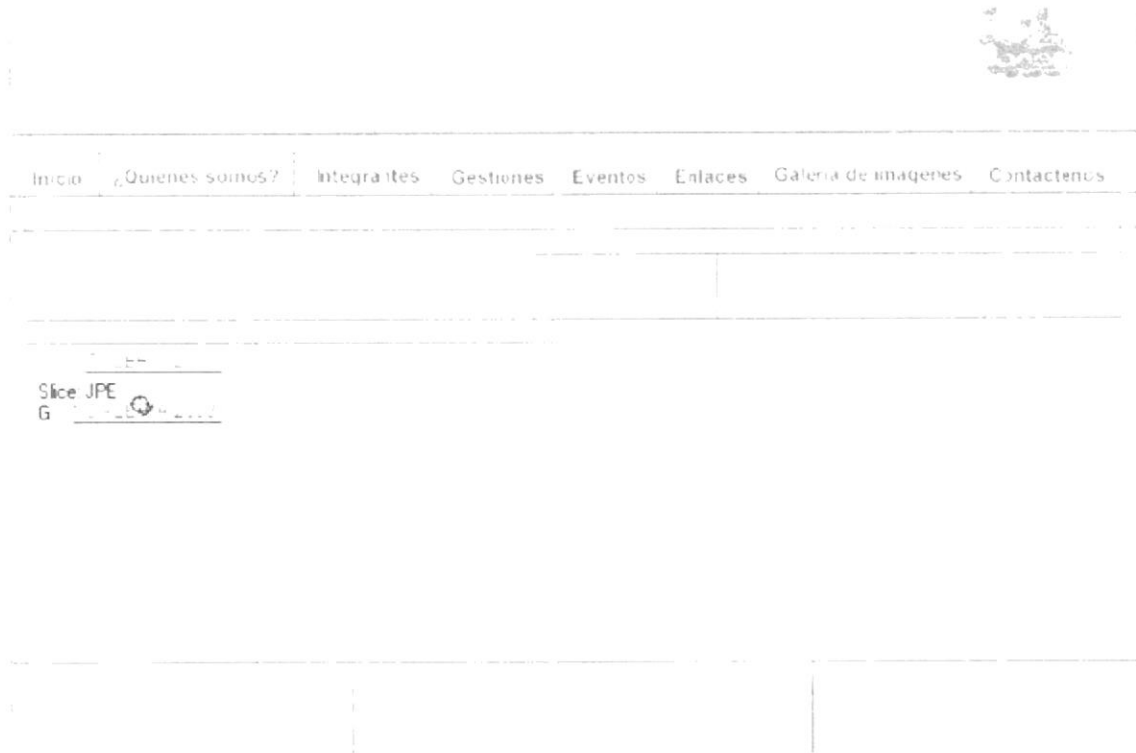 Inicio ¿Quienes somos? Integrantes Gestiones Eventos Enlaces Galeria de imagenes Contactenos
Slice JPE
G